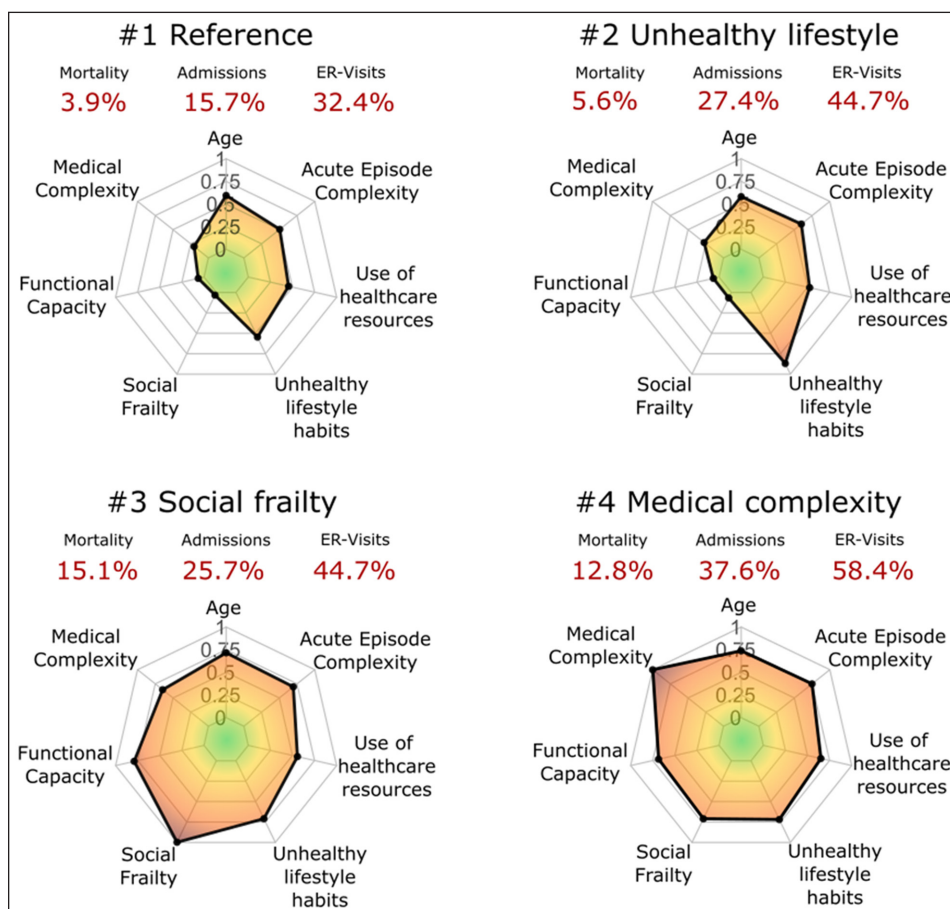 #1 Reference
Mortality Admissions ER-Visits
3.9% 15.7% 32.4%
Age
1
0.75
0.5
0.25
0
Medical
Complexity
Acute Episode
Complexity
Functional
Capacity
Use of
healthcare
resources
Social
Frailty
Unhealthy
lifestyle
habits
#2 Unhealthy lifestyle
Mortality Admissions ER-Visits
5.6% 27.4% 44.7%
Age
1
0.75
0.5
0.25
0
Medical
Complexity
Acute Episode
Complexity
Functional
Capacity
Use of
healthcare
resources
Social
Frailty
Unhealthy
lifestyle
habits
#3 Social frailty
Mortality Admissions ER-Visits
15.1% 25.7% 44.7%
Age
1
0.75
0.5
0.25
0
Medical
Complexity
Acute Episode
Complexity
Functional
Capacity
Use of
healthcare
resources
Social
Frailty
Unhealthy
lifestyle
habits
#4 Medical complexity
Mortality Admissions ER-Visits
12.8% 37.6% 58.4%
Age
1
0.75
0.5
0.25
0
Medical
Complexity
Acute Episode
Complexity
Functional
Capacity
Use of
healthcare
resources
Social
Frailty
Unhealthy
lifestyle
habits